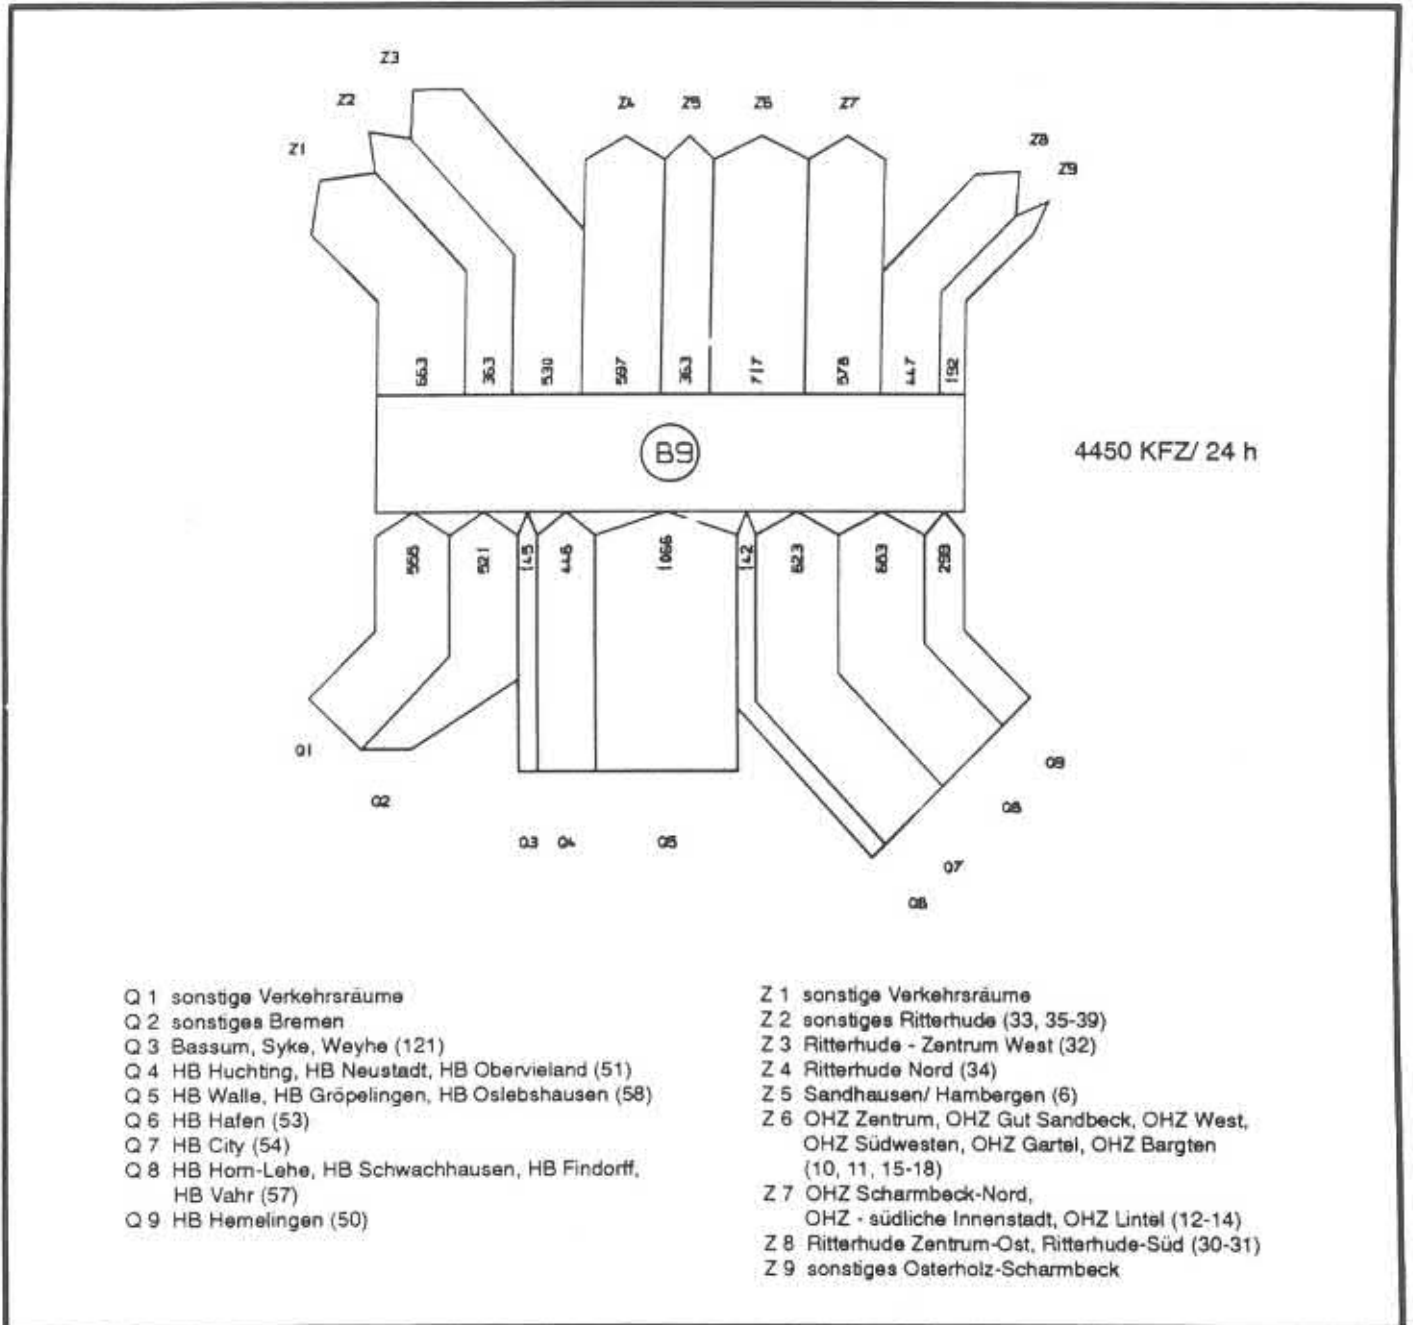 Z3
Z2
Z4 Z5 Z6 Z7
Z1
Z8
Z9
663 363 530 597 363 717 578 447 192
B9
4450 KFZ/ 24 h
555 521 145 446 1066 142 623 653 299
Q1
Q9
Q2
Q8
Q3 Q4 Q5
Q7
Q6
Q 1 sonstige Verkehrsräume
Q 2 sonstiges Bremen
Q 3 Bassum, Syke, Weyhe (121)
Q 4 HB Huchting, HB Neustadt, HB Obervieland (51)
Q 5 HB Walle, HB Gröpelingen, HB Oslebshausen (58)
Q 6 HB Hafen (53)
Q 7 HB City (54)
Q 8 HB Horn-Lehe, HB Schwachhausen, HB Findorff,
HB Vahr (57)
Q 9 HB Hemelingen (50)
Z 1 sonstige Verkehrsräume
Z 2 sonstiges Ritterhude (33, 35-39)
Z 3 Ritterhude - Zentrum West (32)
Z 4 Ritterhude Nord (34)
Z 5 Sandhausen/ Hambergen (6)
Z 6 OHZ Zentrum, OHZ Gut Sandbeck, OHZ West,
OHZ Südwesten, OHZ Gartel, OHZ Bargten
(10, 11, 15-18)
Z 7 OHZ Scharmbeck-Nord,
OHZ - südliche Innenstadt, OHZ Lintel (12-14)
Z 8 Ritterhude Zentrum-Ost, Ritterhude-Süd (30-31)
Z 9 sonstiges Osterholz-Scharmbeck